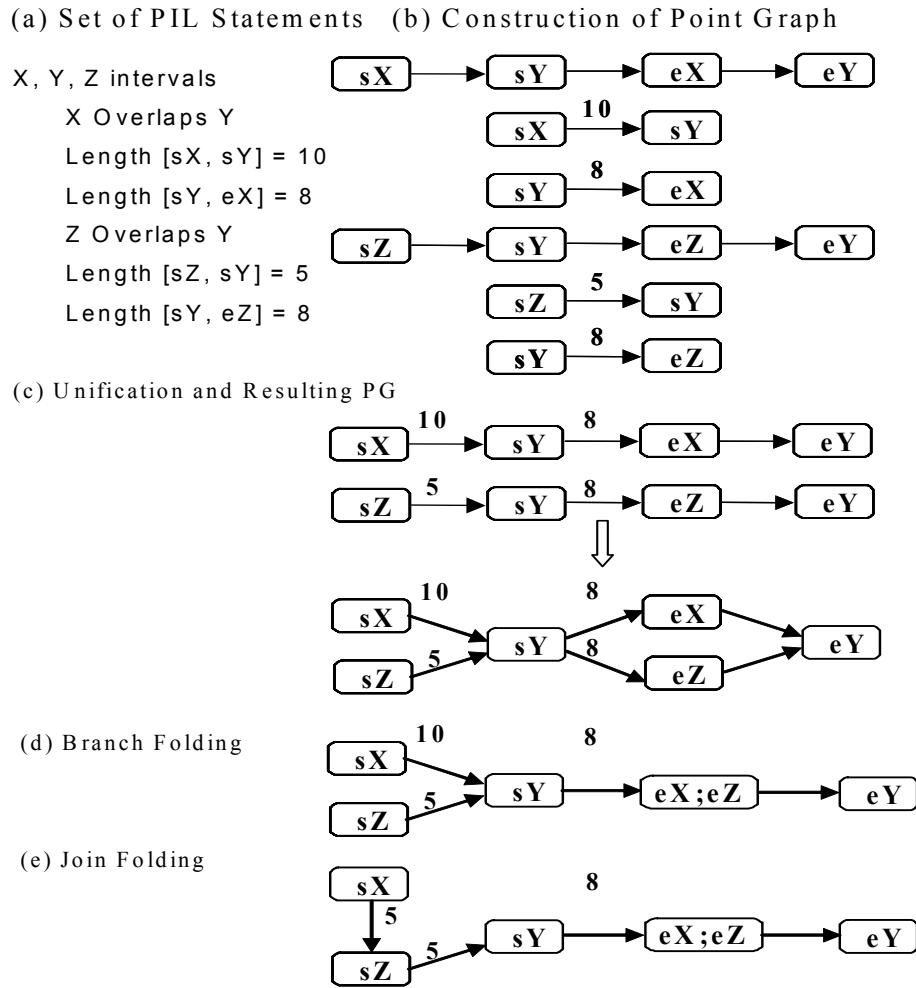 (a) Set of PIL Statements (b) Construction of Point Graph
X, Y, Z intervals
X Overlaps Y
Length [sX, sY] = 10
Length [sY, eX] = 8
Z Overlaps Y
Length [sZ, sY] = 5
Length [sY, eZ] = 8
sX sY eX eY
10
sX sY
8
sY eX
sZ sY eZ eY
5
sZ sY
8
sY eZ
(c) Unification and Resulting PG
10 8
sX sY eX eY
5 8
sZ sY eZ eY
10 8
sX eX
sY eY
5 8
sZ eZ
(d) Branch Folding
10 8
sX
sY eX;eZ eY
5
sZ
(e) Join Folding
sX 8
5
sY eX;eZ eY
5
sZ